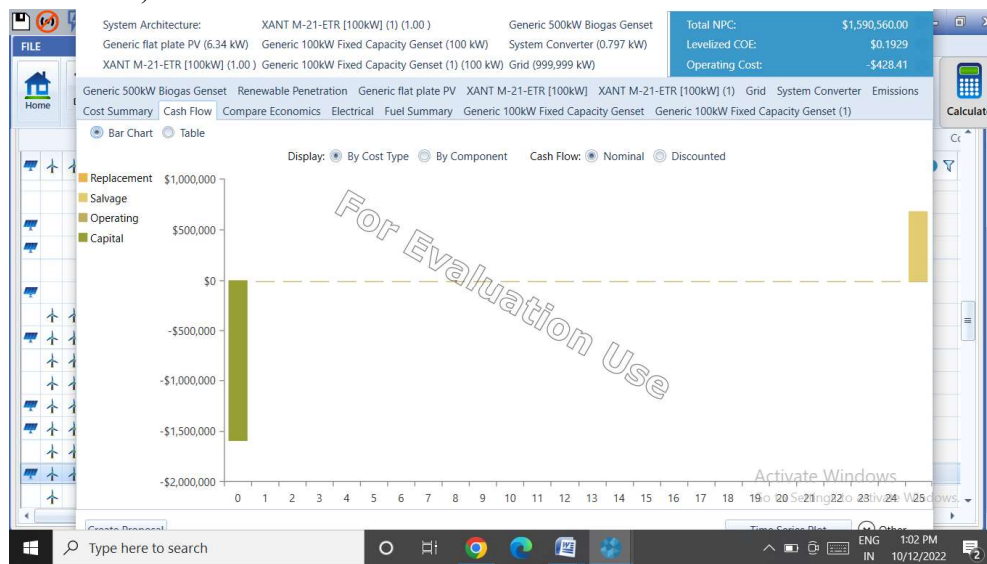 System Architecture: XANT M-21-ETR [100kW] (1) (1.00 ) Generic 500kW Biogas Genset
Generic flat plate PV (6.34 kW) Generic 100kW Fixed Capacity Genset (100 kW) System Converter (0.797 kW)
XANT M-21-ETR [100kW] (1.00 ) Generic 100kW Fixed Capacity Genset (1) (100 kW) Grid (999,999 kW)
Total NPC: $1,590,560.00
Levelized COE: $0.1929
Operating Cost: -$428.41
FILE
Home
Calculat
Generic 500kW Biogas Genset Renewable Penetration Generic flat plate PV XANT M-21-ETR [100kW] XANT M-21-ETR [100kW] (1) Grid System Converter Emissions
Cost Summary Cash Flow Compare Economics Electrical Fuel Summary Generic 100kW Fixed Capacity Genset Generic 100kW Fixed Capacity Genset (1)
Bar Chart Table
Display: By Cost Type By Component Cash Flow: Nominal Discounted
Replacement
Salvage
Operating
Capital
$1,000,000
$500,000
$0
-$500,000
-$1,000,000
-$1,500,000
-$2,000,000
For Evaluation Use
0 1 2 3 4 5 6 7 8 9 10 11 12 13 14 15 16 17 18 19 20 21 22 23 24 25
Activate Windows
Go to Settings to activate Windows.
Create Proposal Time Series Plot Other
Type here to search
ENG 1:02 PM
IN 10/12/2022
2